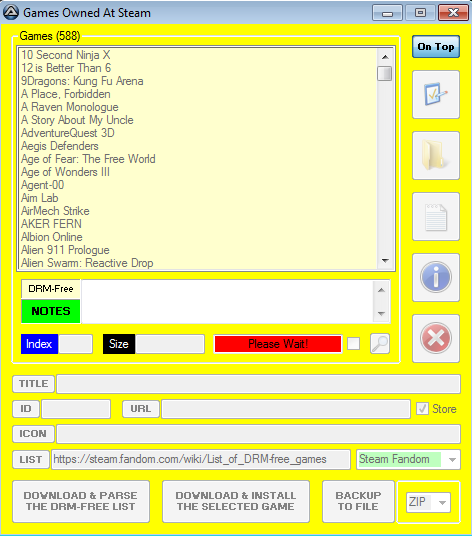 Games Owned At Steam
Games (588)
On Top
10 Second Ninja X
12 is Better Than 6
9Dragons: Kung Fu Arena
A Place, Forbidden
A Raven Monologue
A Story About My Uncle
AdventureQuest 3D
Aegis Defenders
Age of Fear: The Free World
Age of Wonders III
Agent-00
Aim Lab
AirMech Strike
AKER FERN
Albion Online
Alien 911 Prologue
Alien Swarm: Reactive Drop
DRM-Free
NOTES
Index
Size
Please Wait!
TITLE
ID
URL
Store
ICON
LIST
https://steam.fandom.com/wiki/List_of_DRM-free_games
Steam Fandom
DOWNLOAD & PARSE
THE DRM-FREE LIST
DOWNLOAD & INSTALL
THE SELECTED GAME
BACKUP
TO FILE
ZIP